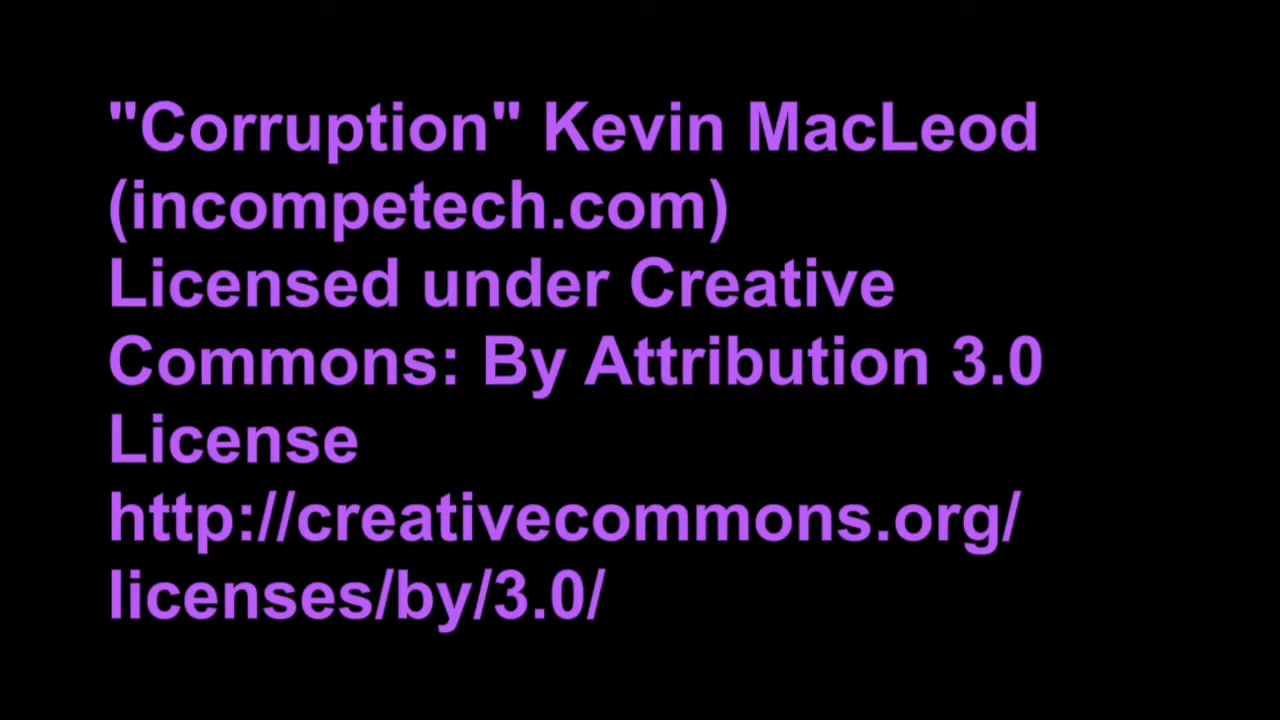 "Corruption" Kevin MacLeod
(incompetech.com)
Licensed under Creative
Commons: By Attribution 3.0
License
http://creativecommons.org/
licenses/by/3.0/